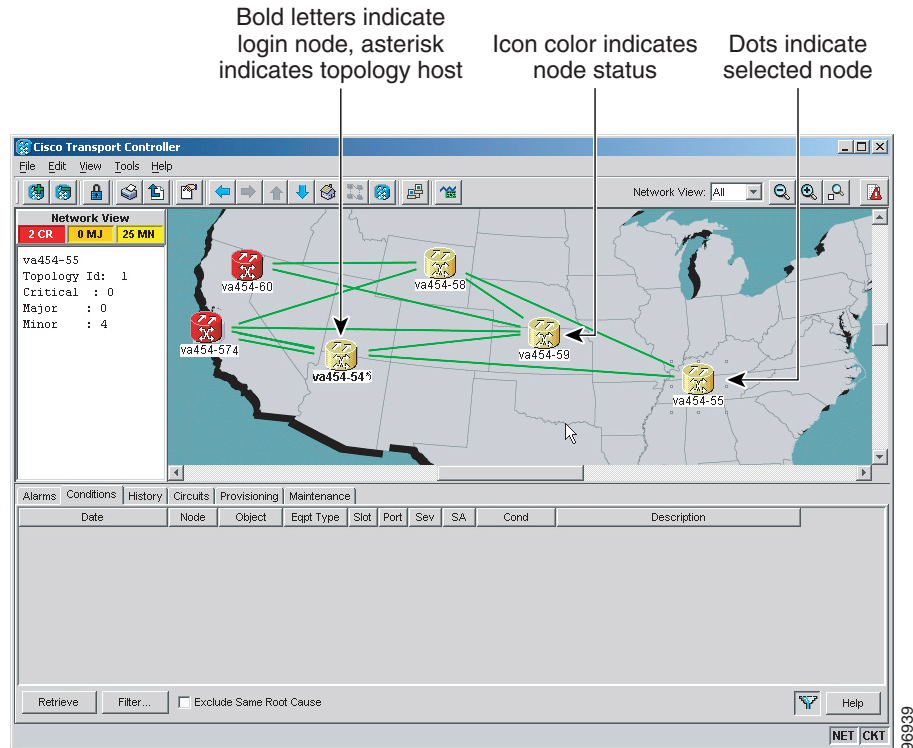 Bold letters indicate
login node, asterisk
indicates topology host
Icon color indicates
node status
Dots indicate
selected node
Cisco Transport Controller
File Edit View Tools Help
Network View: All
Network View
2 CR 0 MJ 25 MN
va454-55
Topology Id: 1
Critical : 0
Major : 0
Minor : 4
va454-60
va454-58
va454-574
va454-59
va454-54*)
va454-55
Alarms Conditions History Circuits Provisioning Maintenance
Date Node Object Eqpt Type Slot Port Sev SA Cond Description
Retrieve Filter... Exclude Same Root Cause Help
NET CKT
96939